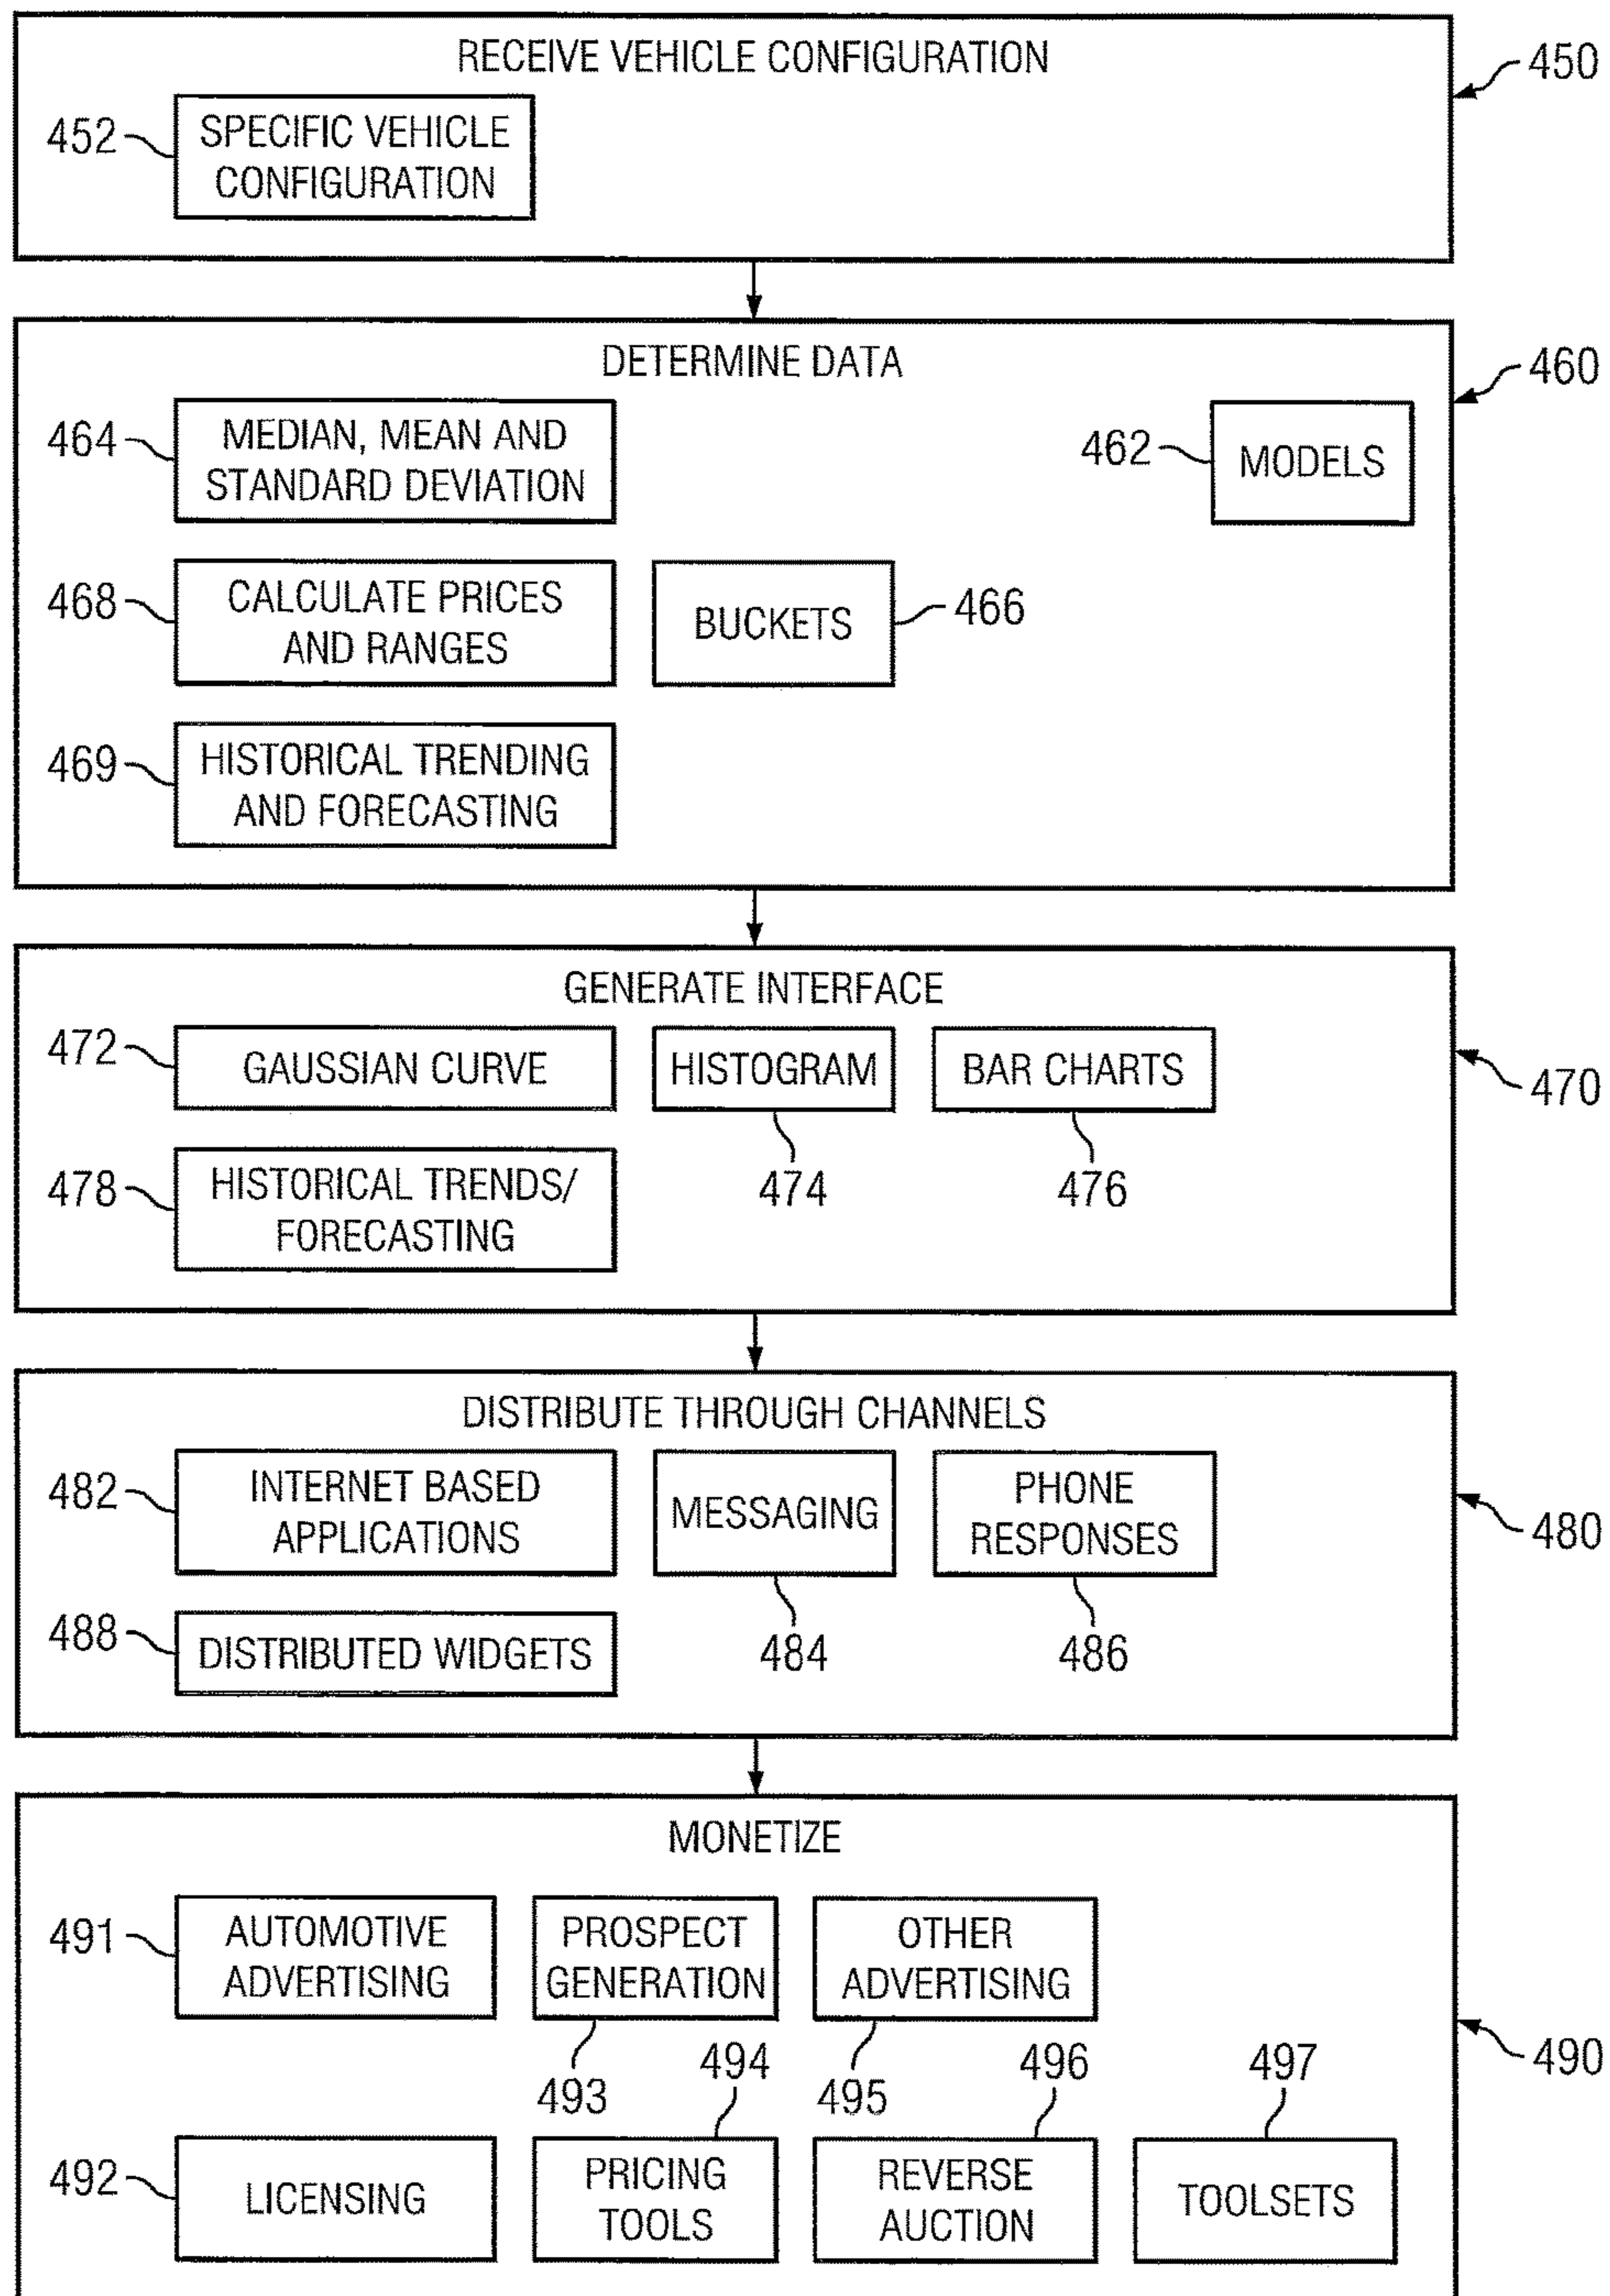 RECEIVE VEHICLE CONFIGURATION
450
452
SPECIFIC VEHICLE
CONFIGURATION
DETERMINE DATA
460
464
MEDIAN, MEAN AND
STANDARD DEVIATION
462
MODELS
468
CALCULATE PRICES
AND RANGES
BUCKETS
466
469
HISTORICAL TRENDING
AND FORECASTING
GENERATE INTERFACE
472
GAUSSIAN CURVE
HISTOGRAM
BAR CHARTS
470
474
476
478
HISTORICAL TRENDS/
FORECASTING
DISTRIBUTE THROUGH CHANNELS
482
INTERNET BASED
APPLICATIONS
MESSAGING
PHONE
RESPONSES
480
488
DISTRIBUTED WIDGETS
484
486
MONETIZE
491
AUTOMOTIVE
ADVERTISING
PROSPECT
GENERATION
OTHER
ADVERTISING
490
493
494
495
496
497
492
LICENSING
PRICING
TOOLS
REVERSE
AUCTION
TOOLSETS